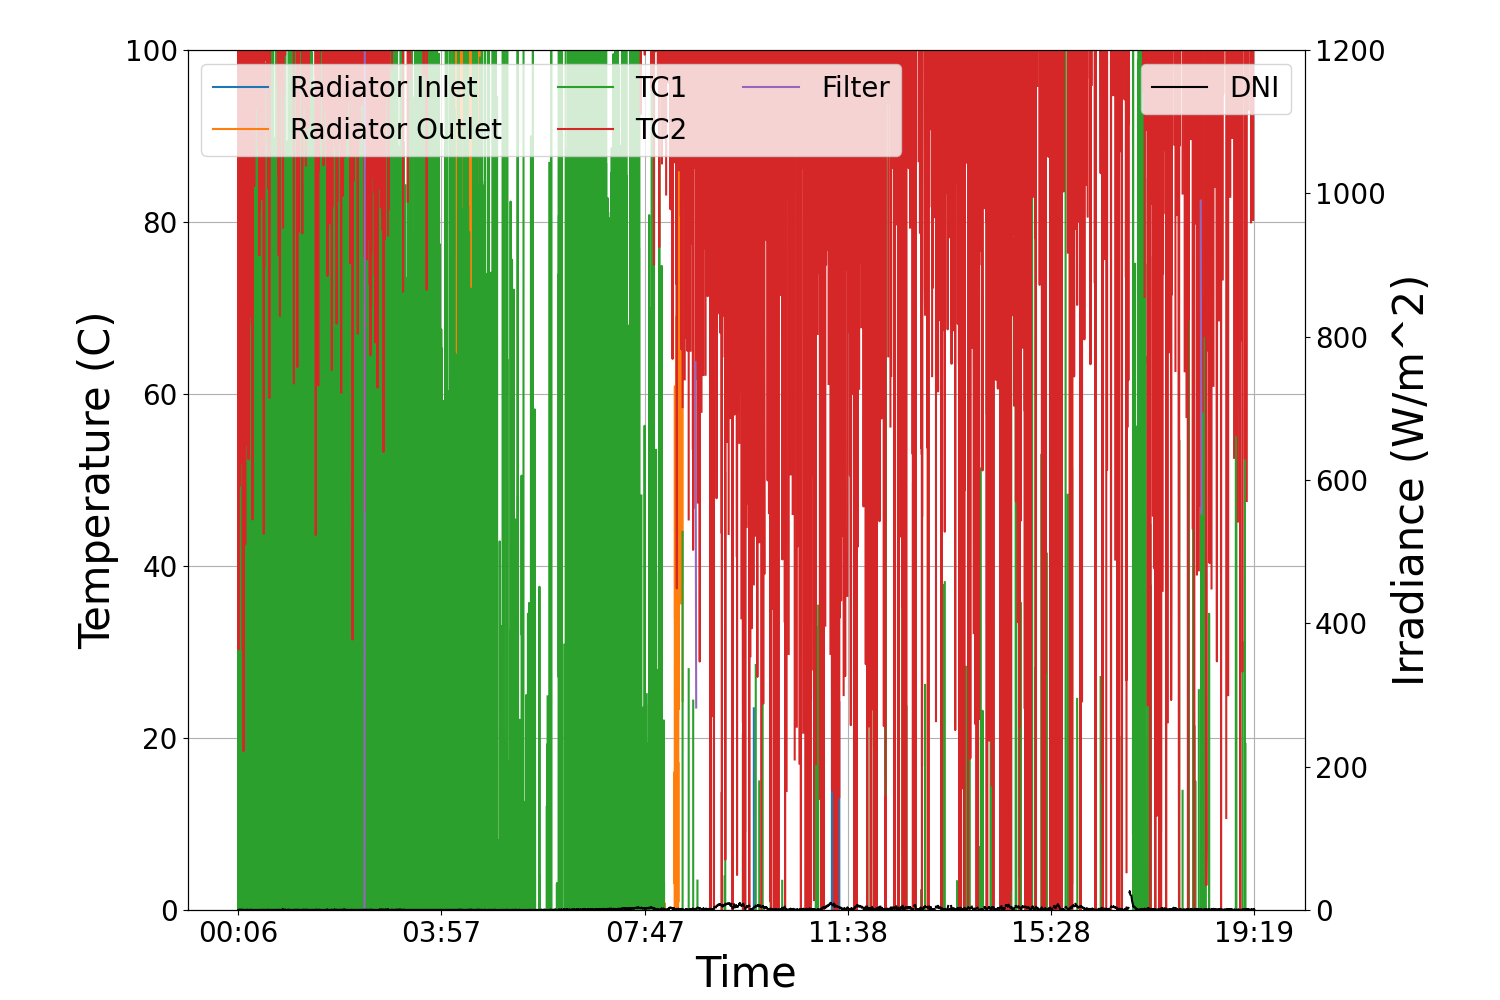 Radiator Inlet
Radiator Outlet
TC1
TC2
Filter
DNI
Temperature (C)
100
80
60
40
20
0
Irradiance (W/m^2)
1200
1000
800
600
400
200
0
00:06 03:57 07:47 11:38 15:28 19:19
Time